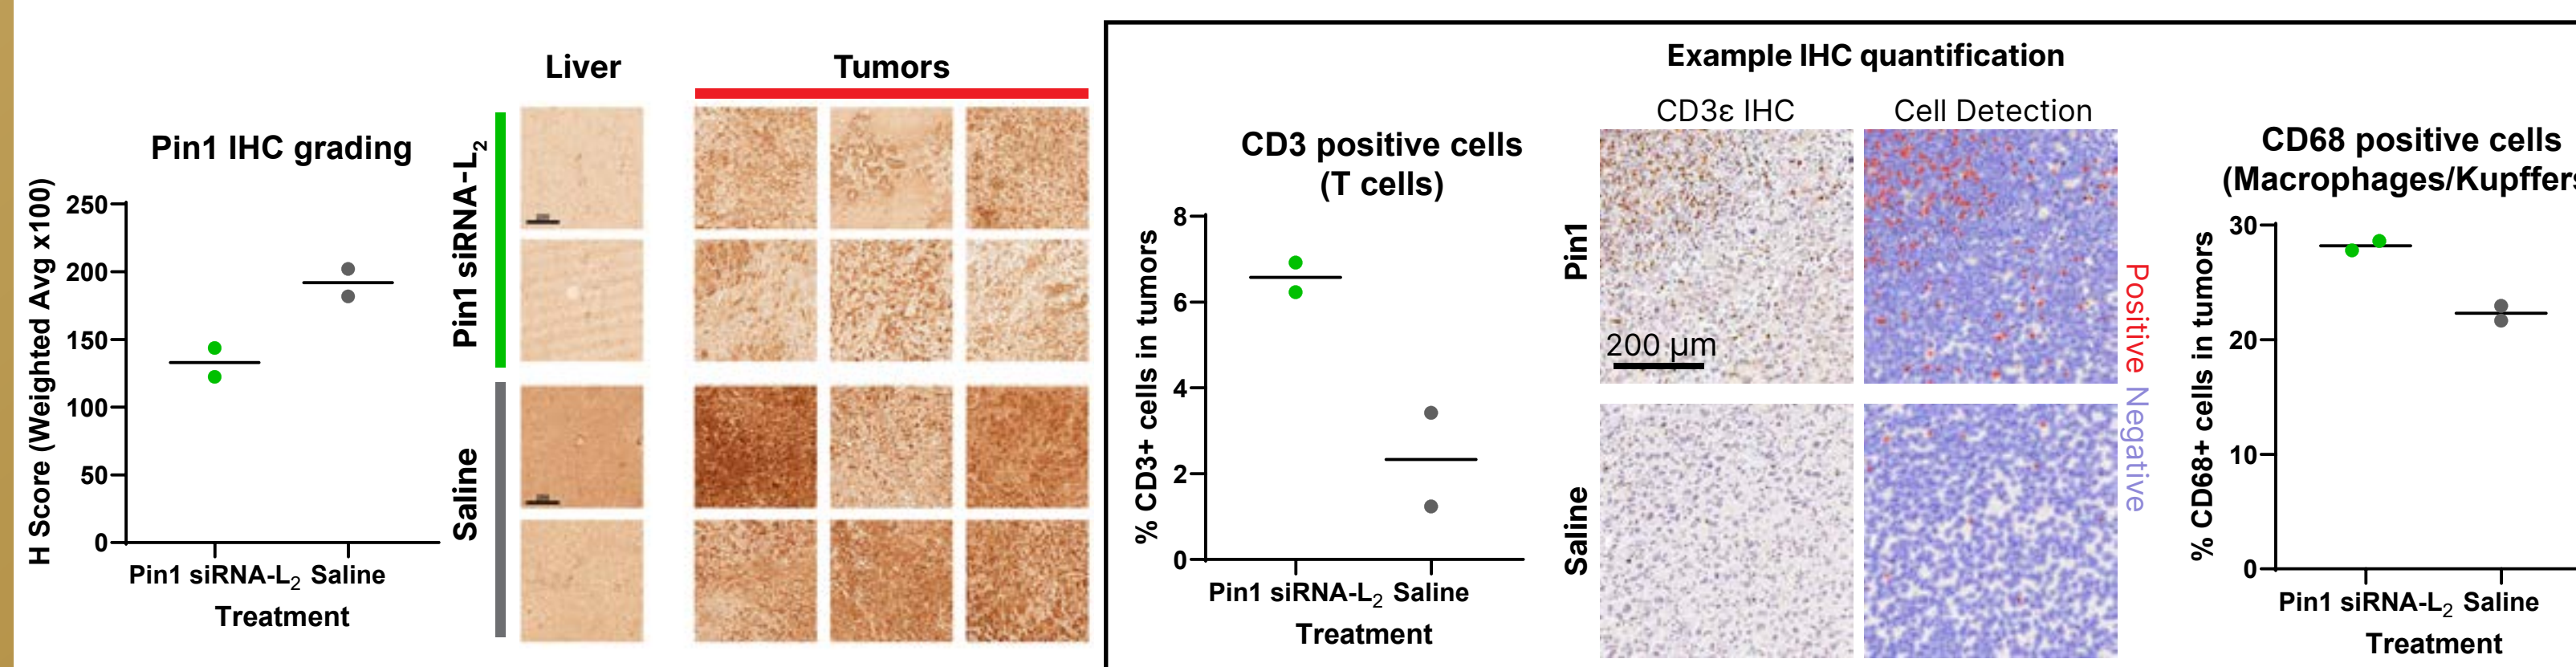 Pin1 IHC grading
H Score (Weighted Avg x100)
250
200
150
100
50
0
Pin1 siRNA-L₂ Saline
Treatment
Liver
Tumors
Pin1 siRNA-L₂
Saline
Example IHC quantification
CD3 positive cells
(T cells)
% CD3+ cells in tumors
8
6
4
2
0
Pin1 siRNA-L₂ Saline
Treatment
CD3ε IHC
Cell Detection
Pin1
200 µm
Saline
Positive Negative
CD68 positive cells
(Macrophages/Kupffers
% CD68+ cells in tumors
30
20
10
0
Pin1 siRNA-L₂ Saline
Treatment